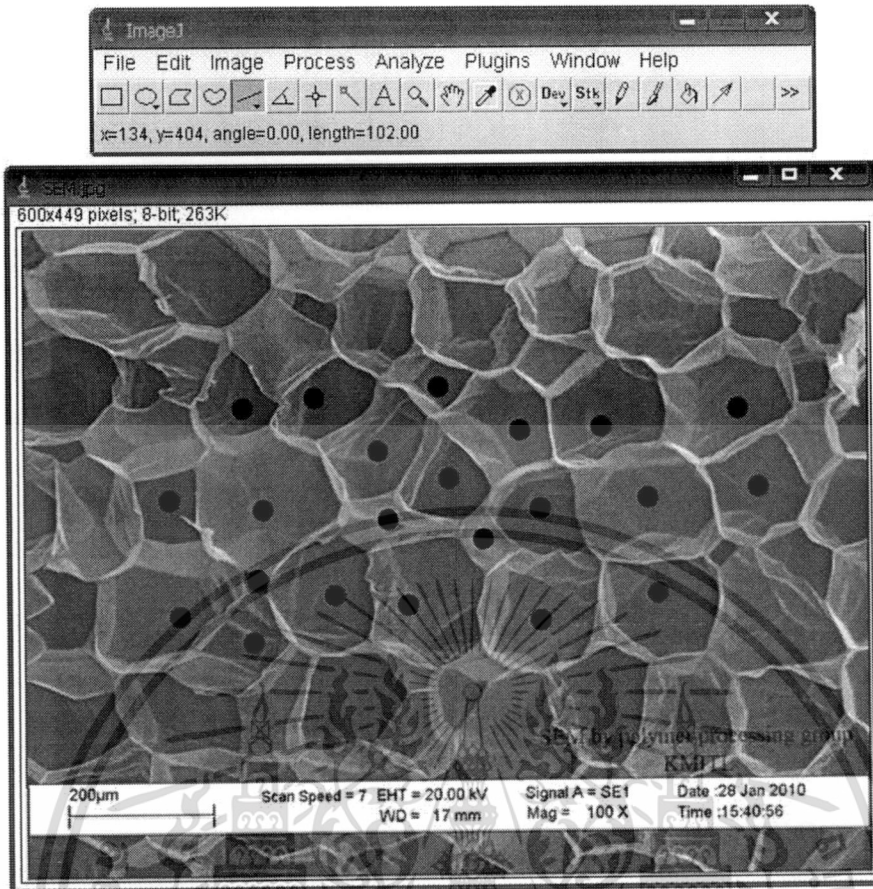 ImageJ
File Edit Image Process Analyze Plugins Window Help
A Dev Stk >>
x=134, y=404, angle=0.00, length=102.00
SEM.jpg
600x449 pixels; 8-bit; 263K
SEM by polymer processing group
KMITL
200µm Scan Speed = 7 EHT = 20.00 kV Signal A = SE1 Date :28 Jan 2010
WD = 17 mm Mag = 100 X Time :15:40:56